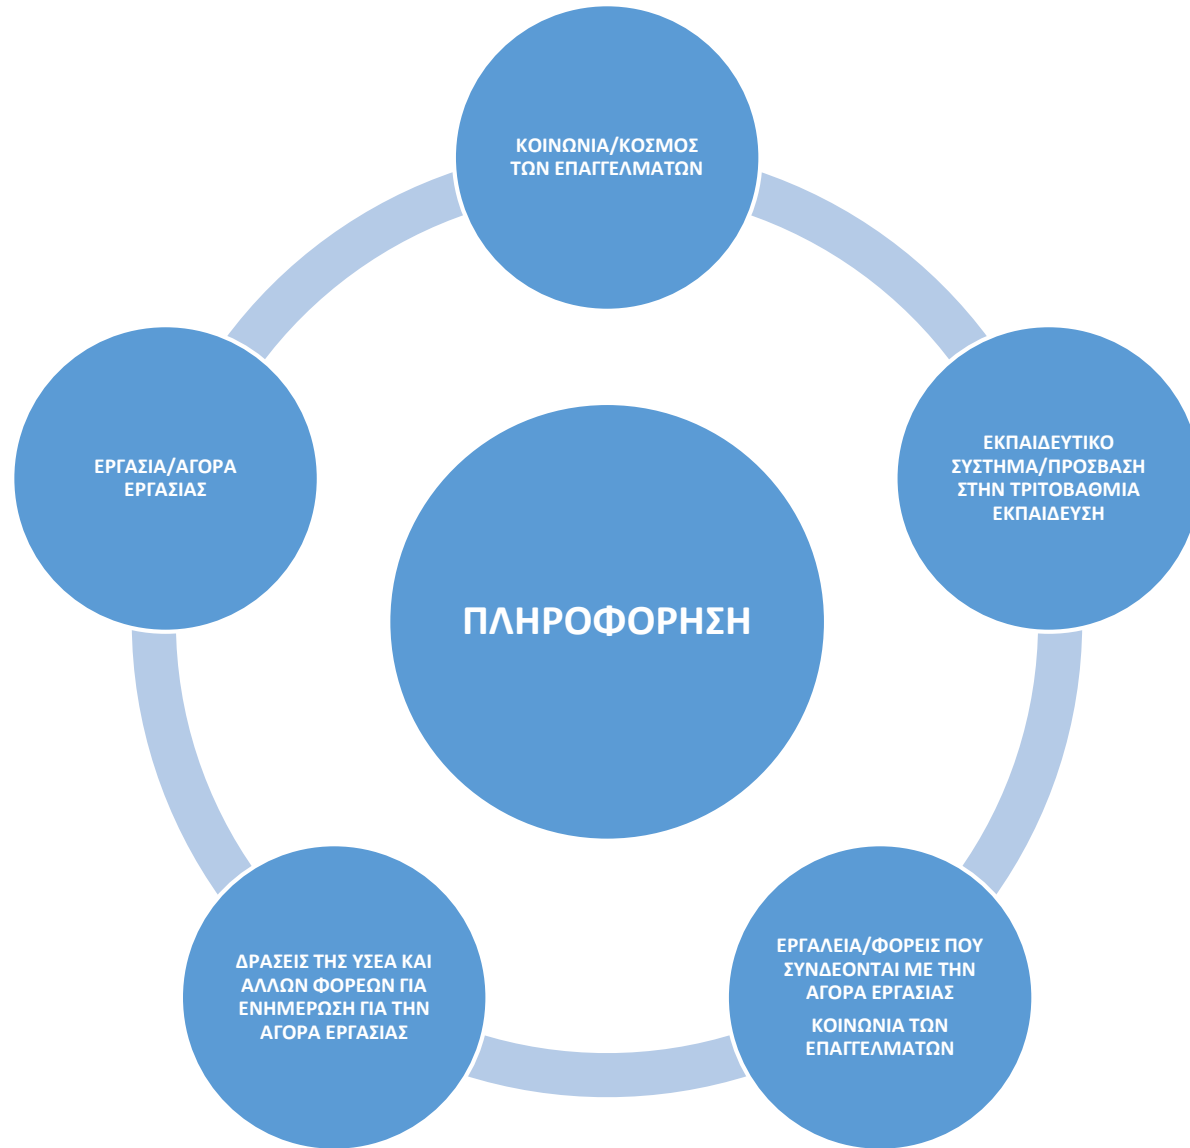 ΚΟΙΝΩΝΙΑ/ΚΟΣΜΟΣ
ΤΩΝ ΕΠΑΓΓΕΛΜΑΤΩΝ
ΕΚΠΑΙΔΕΥΤΙΚΟ
ΣΥΣΤΗΜΑ/ΠΡΟΣΒΑΣΗ
ΣΤΗΝ ΤΡΙΤΟΒΑΘΜΙΑ
ΕΚΠΑΙΔΕΥΣΗ
ΕΡΓΑΛΕΙΑ/ΦΟΡΕΙΣ ΠΟΥ
ΣΥΝΔΕΟΝΤΑΙ ΜΕ ΤΗΝ
ΑΓΟΡΑ ΕΡΓΑΣΙΑΣ
ΚΟΙΝΩΝΙΑ ΤΩΝ
ΕΠΑΓΓΕΛΜΑΤΩΝ
ΔΡΑΣΕΙΣ ΤΗΣ ΥΣΕΑ ΚΑΙ
ΑΛΛΩΝ ΦΟΡΕΩΝ ΓΙΑ
ΕΝΗΜΕΡΩΣΗ ΓΙΑ ΤΗΝ
ΑΓΟΡΑ ΕΡΓΑΣΙΑΣ
ΕΡΓΑΣΙΑ/ΑΓΟΡΑ
ΕΡΓΑΣΙΑΣ
ΠΛΗΡΟΦΟΡΗΣΗ